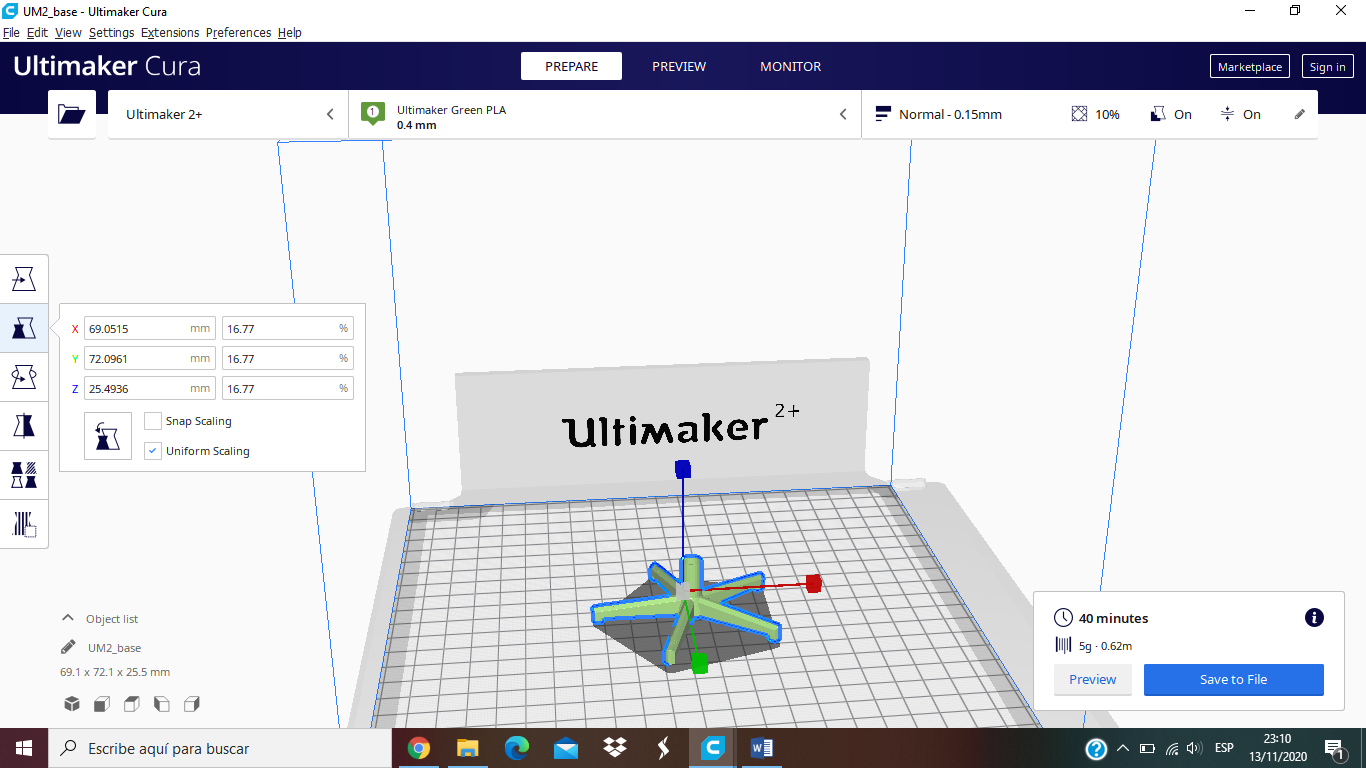 UM2_base - Ultimaker Cura
File Edit View Settings Extensions Preferences Help
Ultimaker Cura
PREPARE
PREVIEW
MONITOR
Marketplace
Sign in
Ultimaker 2+
1
Ultimaker Green PLA
0.4 mm
Normal - 0.15mm
10%
On
On
X 69.0515 mm 16.77 %
Y 72.0961 mm 16.77 %
Z 25.4936 mm 16.77 %
Snap Scaling
Uniform Scaling
Ultimaker 2+
Object list
UM2_base
69.1 x 72.1 x 25.5 mm
40 minutes
5g · 0.62m
Preview
Save to File
Escribe aquí para buscar
ESP
23:10
13/11/2020
1